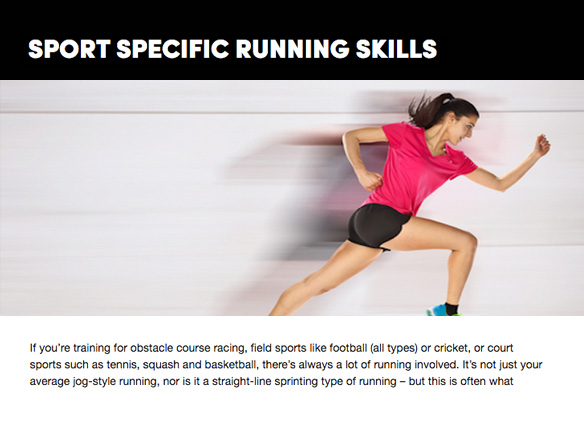 SPORT SPECIFIC RUNNING SKILLS
If you’re training for obstacle course racing, field sports like football (all types) or cricket, or court
sports such as tennis, squash and basketball, there’s always a lot of running involved. It’s not just your
average jog-style running, nor is it a straight-line sprinting type of running – but this is often what